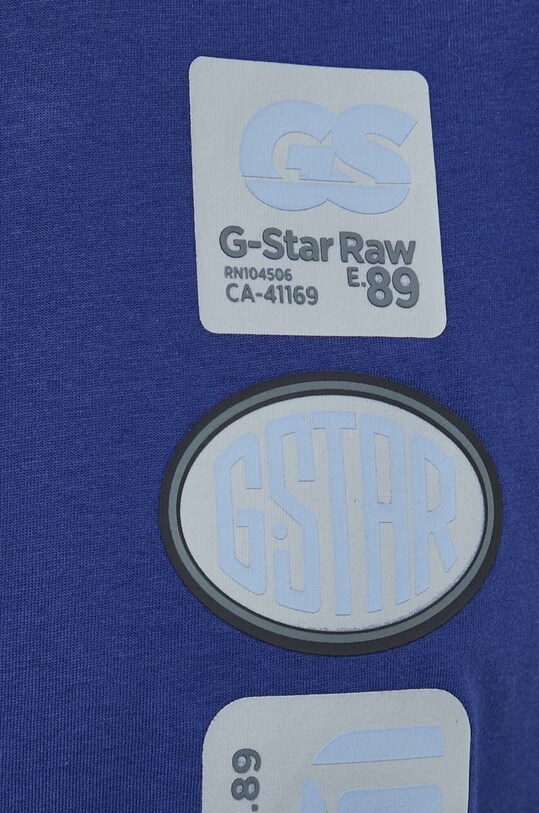 GS
G-Star Raw
RN104506
CA-41169
E.89
G-STAR
.89